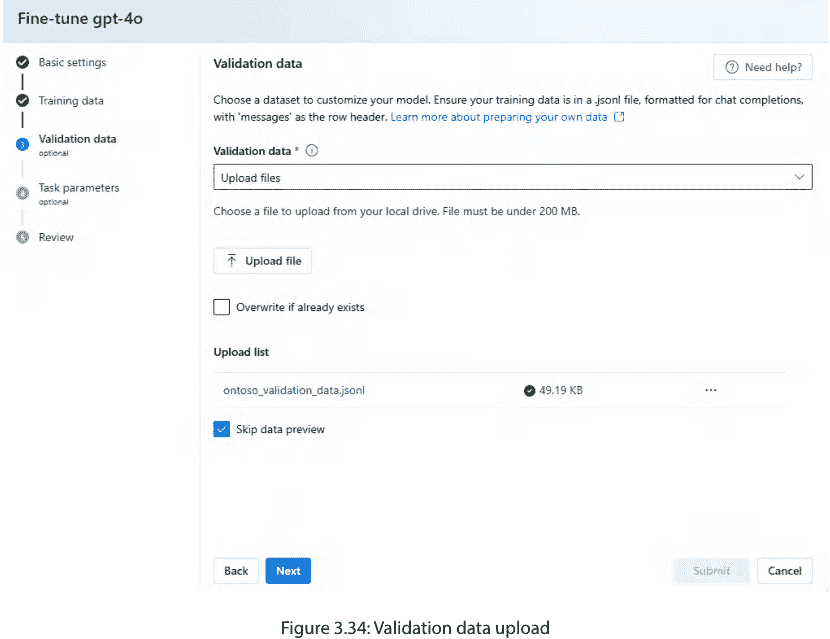 Fine-tune gpt-4o
Basic settings
Training data
3
Validation data
optional
Task parameters
optional
Review
Validation data
Need help?
Choose a dataset to customize your model. Ensure your training data is in a .jsonl file, formatted for chat completions,
with 'messages' as the row header. Learn more about preparing your own data
Validation data *
Upload files
Choose a file to upload from your local drive. File must be under 200 MB.
Upload file
Overwrite if already exists
Upload list
ontoso_validation_data.jsonl 49.19 KB ...
Skip data preview
Back Next Submit Cancel
Figure 3.34: Validation data upload